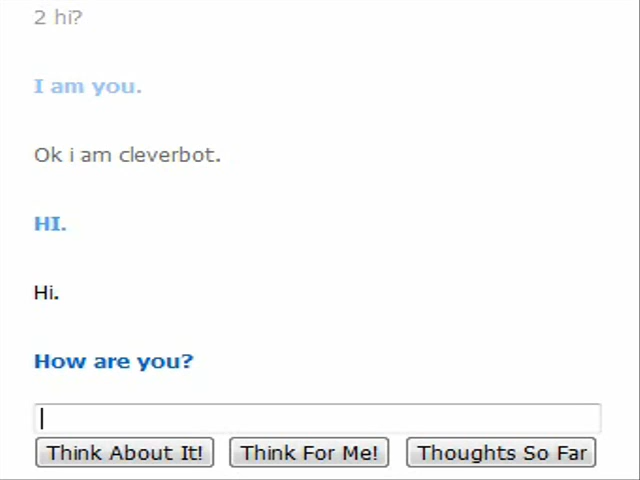 2 hi?
I am you.
Ok i am cleverbot.
HI.
Hi.
How are you?
Think About It! Think For Me! Thoughts So Far